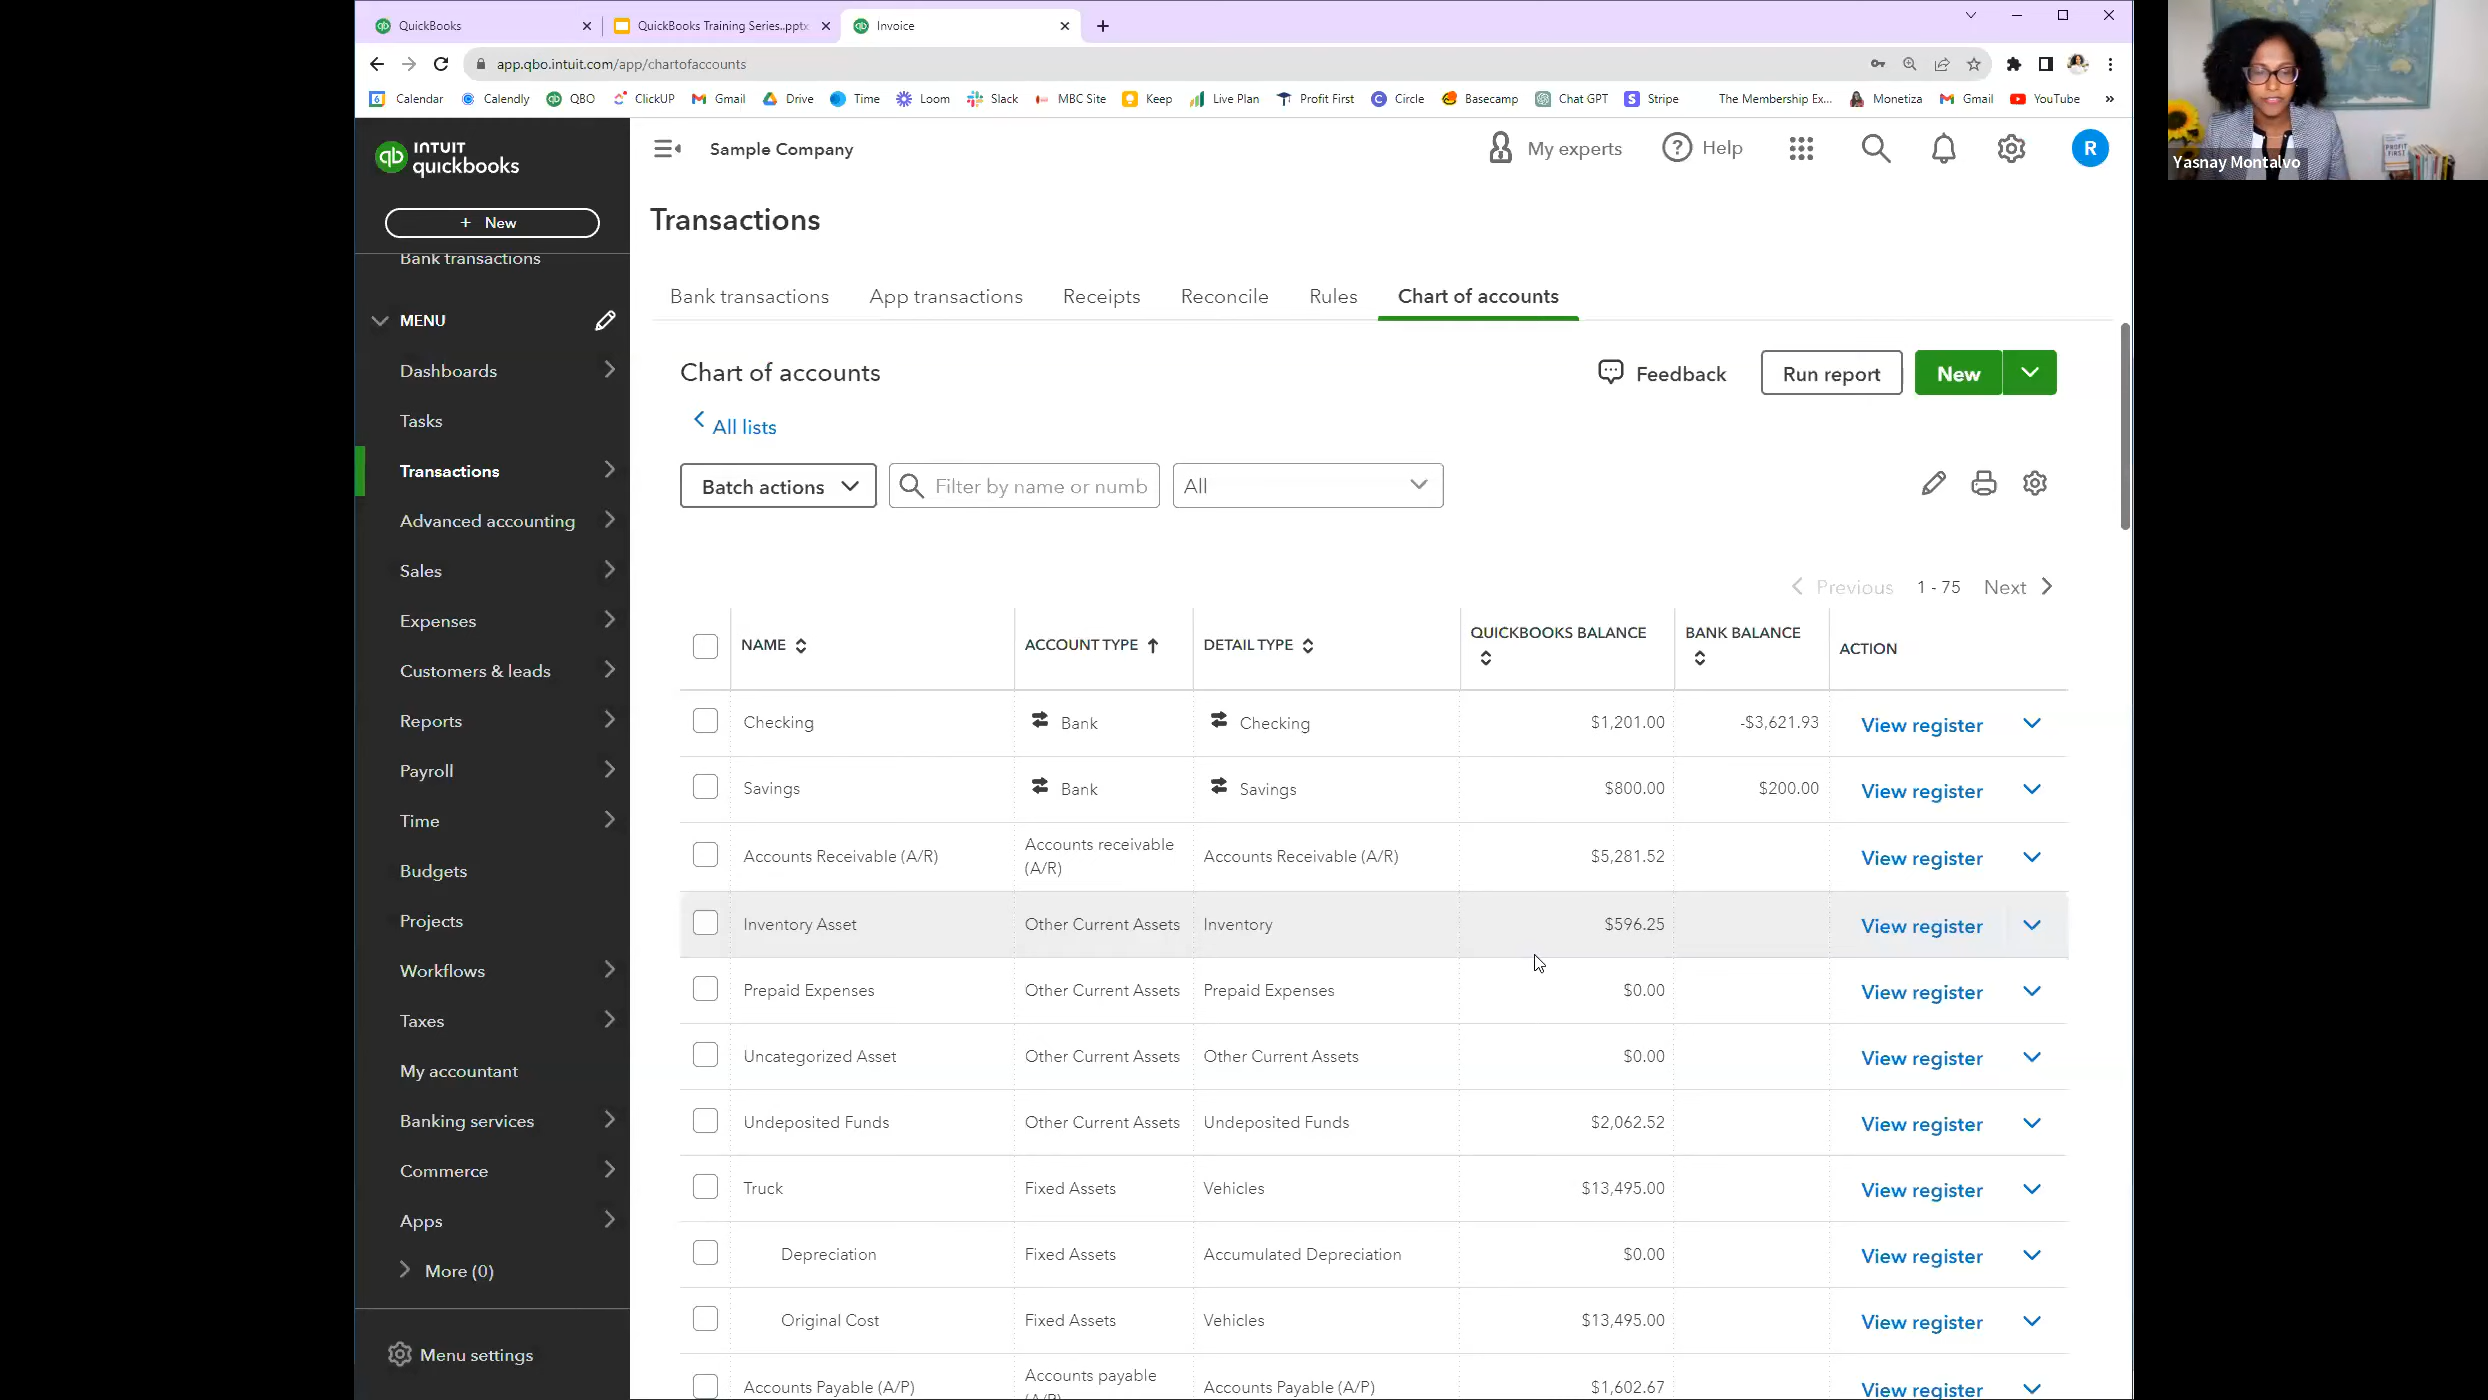 QuickBooks
QuickBooks Training Series..pptx
Invoice
app.qbo.intuit.com/app/chartofaccounts
Calendar
Calendly
QBO
ClickUP
Gmail
Drive
Time
Loom
Slack
MBC Site
Keep
Live Plan
Profit First
Circle
Basecamp
Chat GPT
Stripe
The Membership Ex...
Monetiza
Gmail
YouTube
»
Yasnay Montalvo
PROFIT
FIRST
qb INTUIT
quickbooks
+ New
Bank transactions
MENU
Dashboards
Tasks
Transactions
Advanced accounting
Sales
Expenses
Customers & leads
Reports
Payroll
Time
Budgets
Projects
Workflows
Taxes
My accountant
Banking services
Commerce
Apps
More (0)
Menu settings
Sample Company
My experts
Help
R
Transactions
Bank transactions
App transactions
Receipts
Reconcile
Rules
Chart of accounts
Chart of accounts
Feedback
Run report
New
All lists
Batch actions
Filter by name or numb
All
Previous 1 - 75 Next
NAME ACCOUNT TYPE DETAIL TYPE QUICKBOOKS BALANCE BANK BALANCE ACTION
Checking Bank Checking $1,201.00 -$3,621.93 View register
Savings Bank Savings $800.00 $200.00 View register
Accounts Receivable (A/R) Accounts receivable (A/R) Accounts Receivable (A/R) $5,281.52 View register
Inventory Asset Other Current Assets Inventory $596.25 View register
Prepaid Expenses Other Current Assets Prepaid Expenses $0.00 View register
Uncategorized Asset Other Current Assets Other Current Assets $0.00 View register
Undeposited Funds Other Current Assets Undeposited Funds $2,062.52 View register
Truck Fixed Assets Vehicles $13,495.00 View register
Depreciation Fixed Assets Accumulated Depreciation $0.00 View register
Original Cost Fixed Assets Vehicles $13,495.00 View register
Accounts Payable (A/P) Accounts payable (A/P) Accounts Payable (A/P) $1,602.67 View register